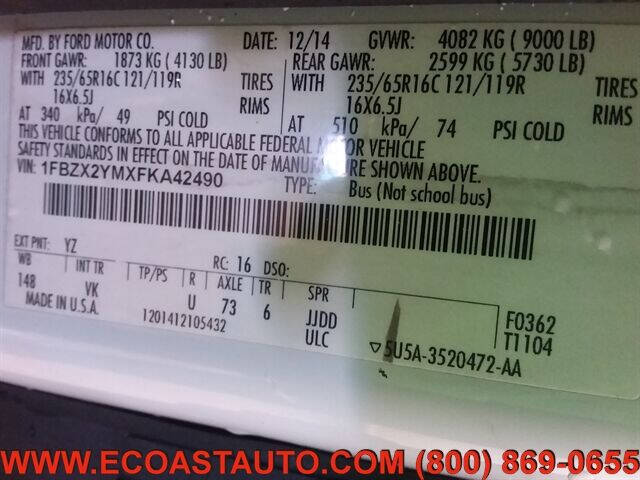 MFD. BY FORD MOTOR CO. DATE: 12/14 GVWR: 4082 KG ( 9000 LB)
FRONT GAWR: 1873 KG ( 4130 LB) REAR GAWR: 2599 KG ( 5730 LB)
WITH 235/65R16C 121/119R TIRES WITH 235/65R16C 121/119R TIRES
16X6.5J RIMS 16X6.5J RIMS
AT 340 kPa/ 49 PSI COLD AT 510 kPa/ 74 PSI COLD
THIS VEHICLE CONFORMS TO ALL APPLICABLE FEDERAL MOTOR VEHICLE
SAFETY STANDARDS IN EFFECT ON THE DATE OF MANUFACTURE SHOWN ABOVE.
VIN: 1FBZX2YMXFKA42490 TYPE: Bus (Not school bus)
EXT PNT: YZ RC: 16 DSO:
WB INT TR TP/PS R AXLE TR SPR
148 VK U 73 6 JJDD F0362
MADE IN U.S.A. 1201412105432 ULC T1104
▽5U5A-3520472-AA
WWW.ECOASTAUTO.COM (800) 869-0655